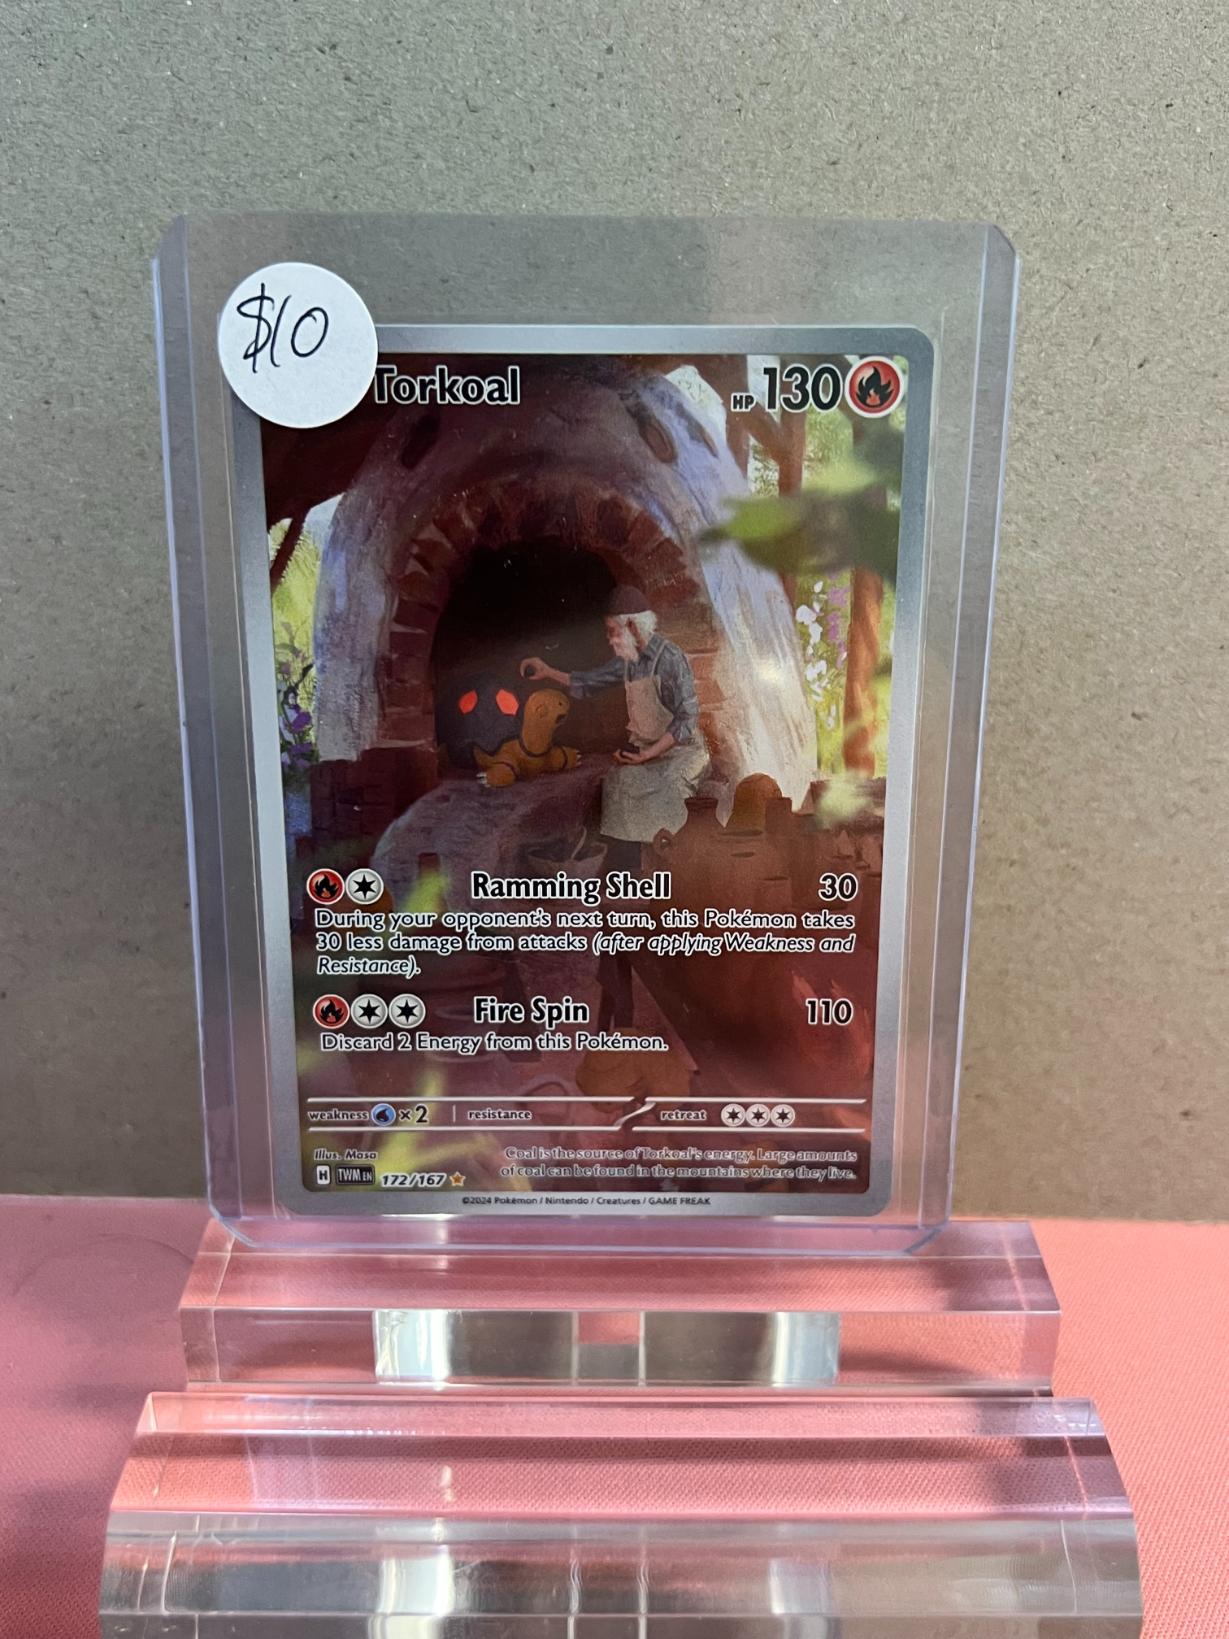 $10
Torkoal
HP 130
Ramming Shell 30
During your opponent's next turn, this Pokémon takes
30 less damage from attacks (after applying Weakness and
Resistance).
Fire Spin 110
Discard 2 Energy from this Pokémon.
weakness ×2 resistance retreat
Illus. Masa
Coal is the source of Torkoal's energy. Large amounts
of coal can be found in the mountains where they live.
H TWM EN 172/167
©2024 Pokémon / Nintendo / Creatures / GAME FREAK